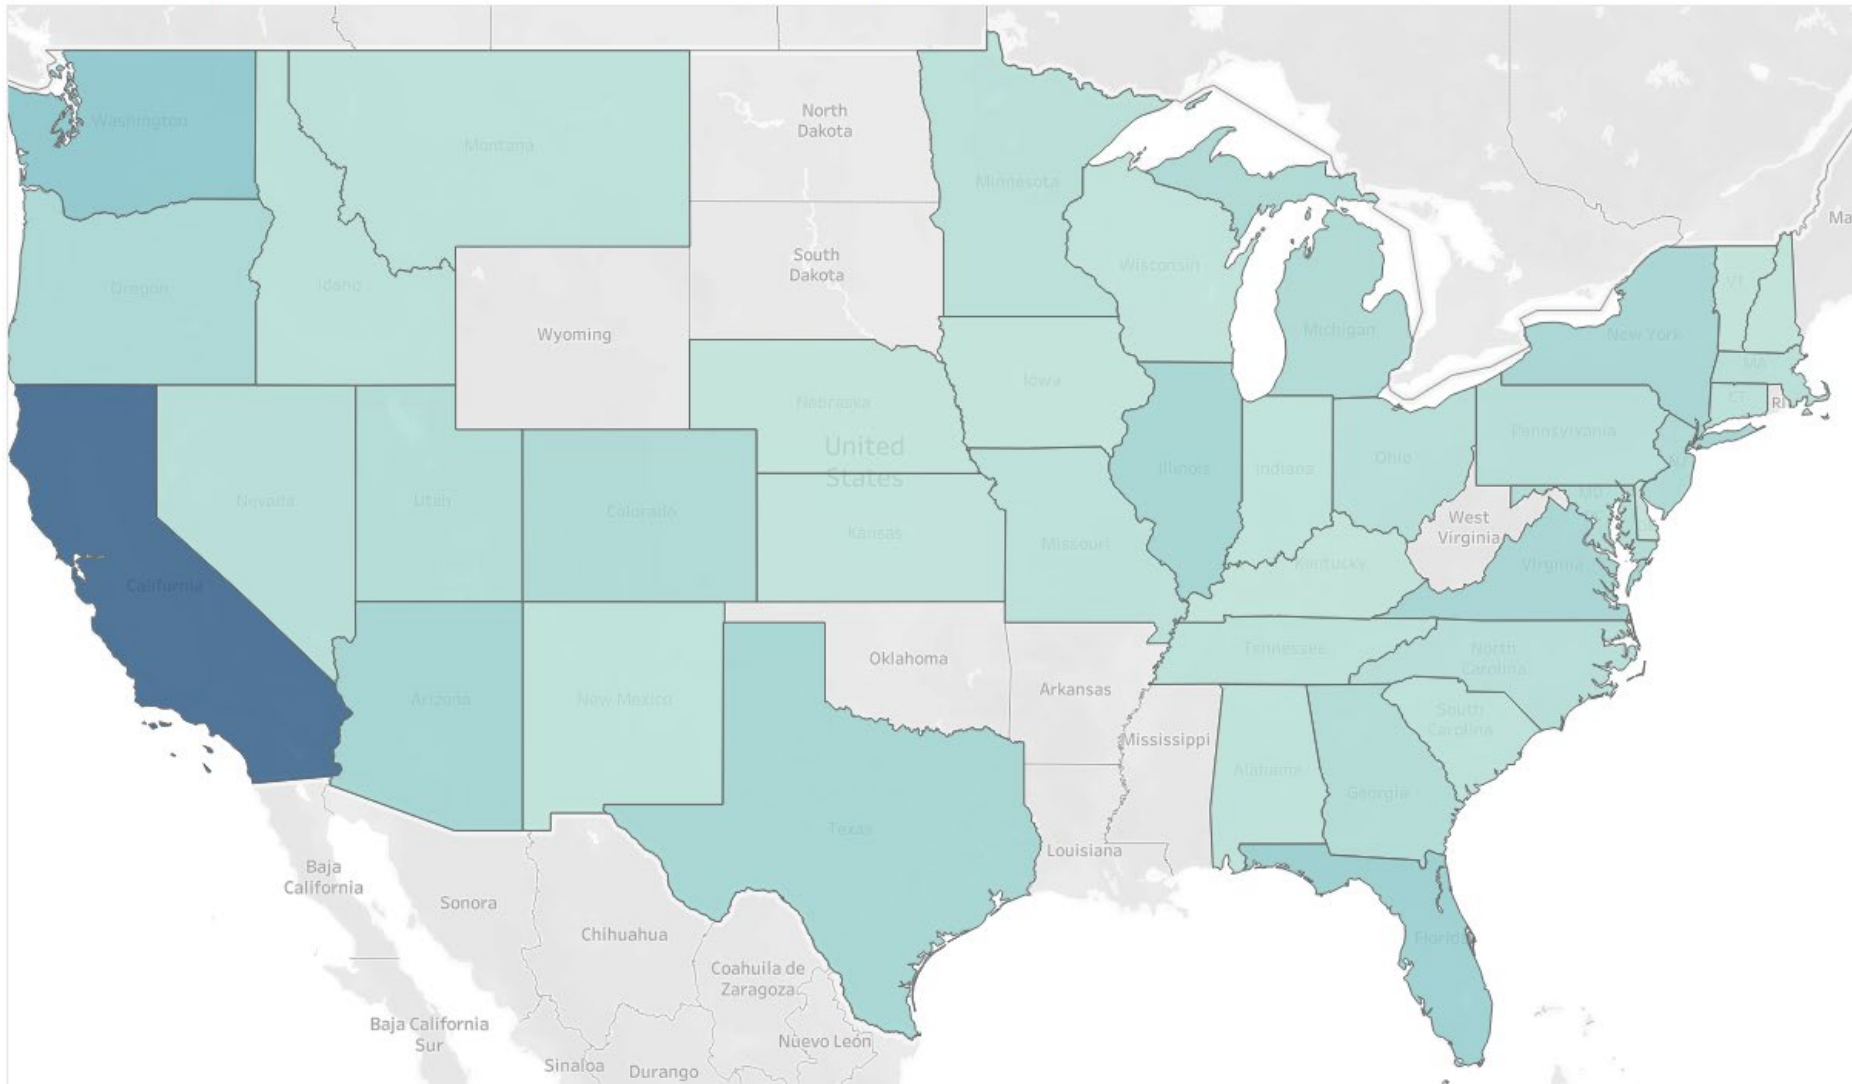 Washington
Montana
North
Dakota
Minnesota
Ma
Oregon
Idaho
South
Dakota
Wisconsin
Michigan
VT
New York
Wyoming
MA
Iowa
CT
RI
Nebraska
United
States
Pennsylvania
Illinois
Indiana
Ohio
NJ
Nevada
Utah
Colorado
Kansas
Missouri
MD
West
Virginia
DE
California
Kentucky
Virginia
Tennessee
North
Carolina
Oklahoma
Arkansas
Arizona
New Mexico
South
Carolina
Mississippi
Alabama
Georgia
Texas
Louisiana
Baja
California
Sonora
Chihuahua
Florida
Coahuila de
Zaragoza
Baja California
Sur
Nuevo León
Sinaloa
Durango